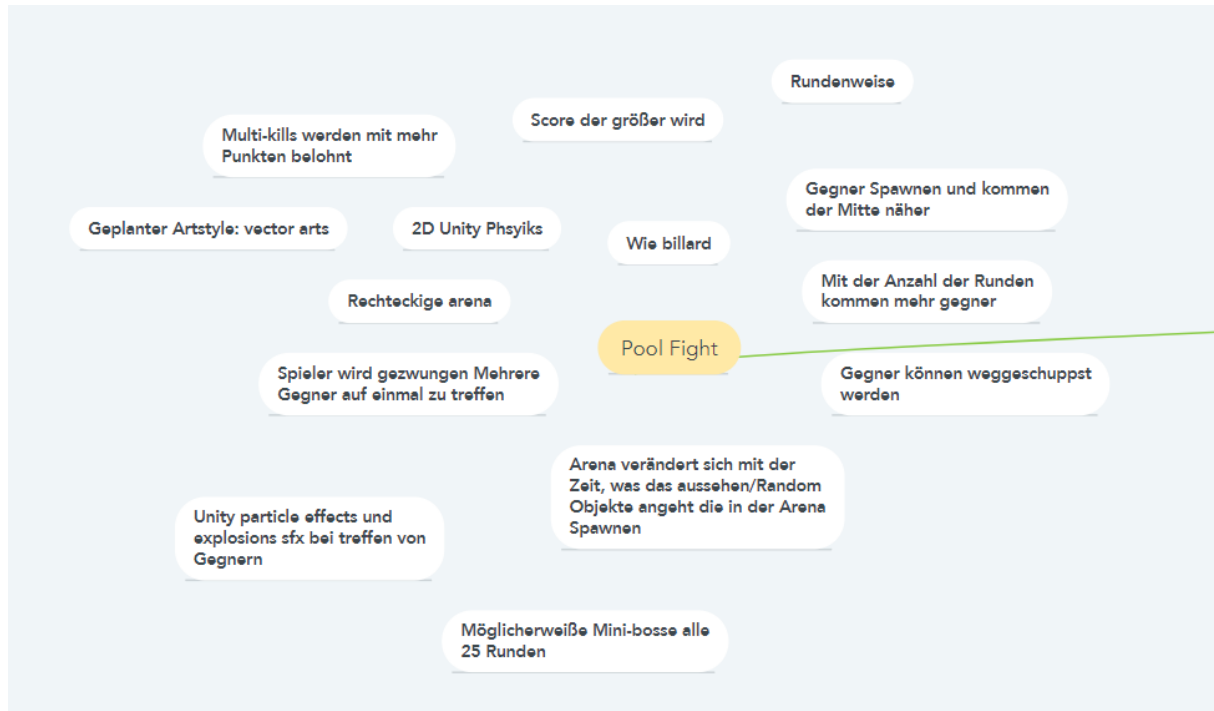 Rundenweise
Score der größer wird
Multi-kills werden mit mehr
Punkten belohnt
Gegner Spawnen und kommen
der Mitte näher
Geplanter Artstyle: vector arts
2D Unity Phsyiks
Wie billard
Mit der Anzahl der Runden
kommen mehr gegner
Rechteckige arena
Pool Fight
Spieler wird gezwungen Mehrere
Gegner auf einmal zu treffen
Gegner können weggeschuppst
werden
Arena verändert sich mit der
Zeit, was das aussehen/Random
Objekte angeht die in der Arena
Spawnen
Unity particle effects und
explosions sfx bei treffen von
Gegnern
Möglicherweiße Mini-bosse alle
25 Runden